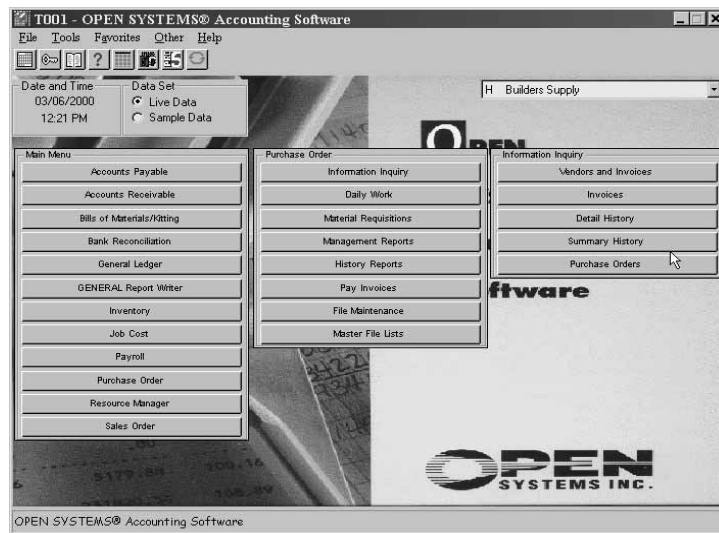 T001 - OPEN SYSTEMS® Accounting Software
File Tools Favorites Other Help
Date and Time
03/06/2000
12:21 PM
Data Set
Live Data
Sample Data
H Builders Supply
OPEN
Main Menu
Accounts Payable
Accounts Receivable
Bills of Materials/Kitting
Bank Reconciliation
General Ledger
GENERAL Report Writer
Inventory
Job Cost
Payroll
Purchase Order
Resource Manager
Sales Order
Purchase Order
Information Inquiry
Daily Work
Material Requisitions
Management Reports
History Reports
Pay Invoices
File Maintenance
Master File Lists
Information Inquiry
Vendors and Invoices
Invoices
Detail History
Summary History
Purchase Orders
ftware
OPEN
SYSTEMS INC.
OPEN SYSTEMS® Accounting Software